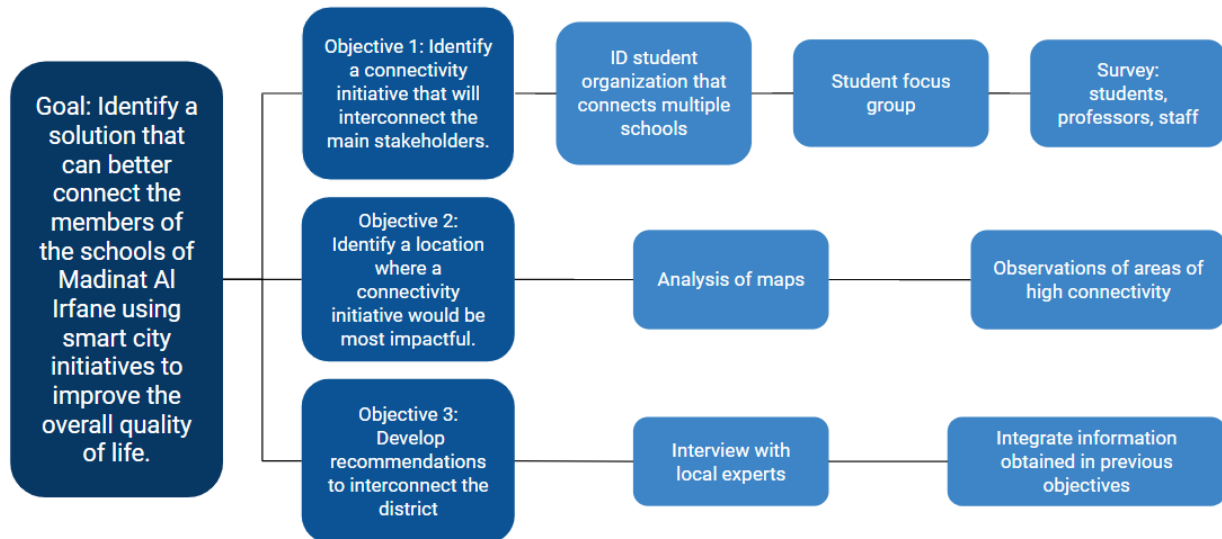 Goal: Identify a
solution that
can better
connect the
members of
the schools of
Madinat Al
Irfane using
smart city
initiatives to
improve the
overall quality
of life.
Objective 1: Identify
a connectivity
initiative that will
interconnect the
main stakeholders.
ID student
organization that
connects multiple
schools
Student focus
group
Survey:
students,
professors, staff
Objective 2:
Identify a location
where a
connectivity
initiative would be
most impactful.
Analysis of maps
Observations of areas of
high connectivity
Objective 3:
Develop
recommendations
to interconnect the
district
Interview with
local experts
Integrate information
obtained in previous
objectives